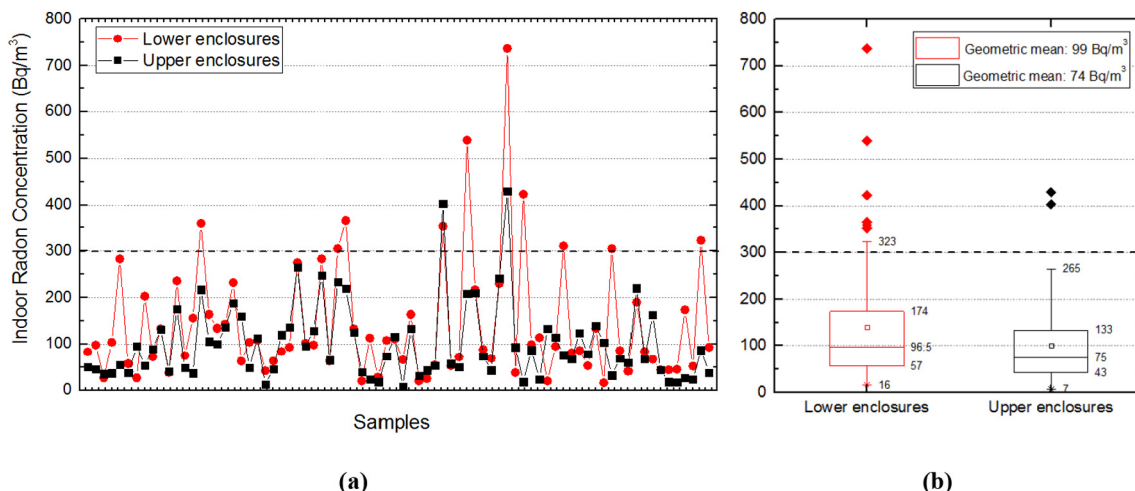 800
700
600
500
400
300
200
100
0
Indoor Radon Concentration (Bq/m³)
Lower enclosures
Upper enclosures
Samples
(a)
800
700
600
500
400
300
200
100
0
Geometric mean: 99 Bq/m³
Geometric mean: 74 Bq/m³
323
174
96.5
57
16
265
133
75
43
7
Lower enclosures
Upper enclosures
(b)